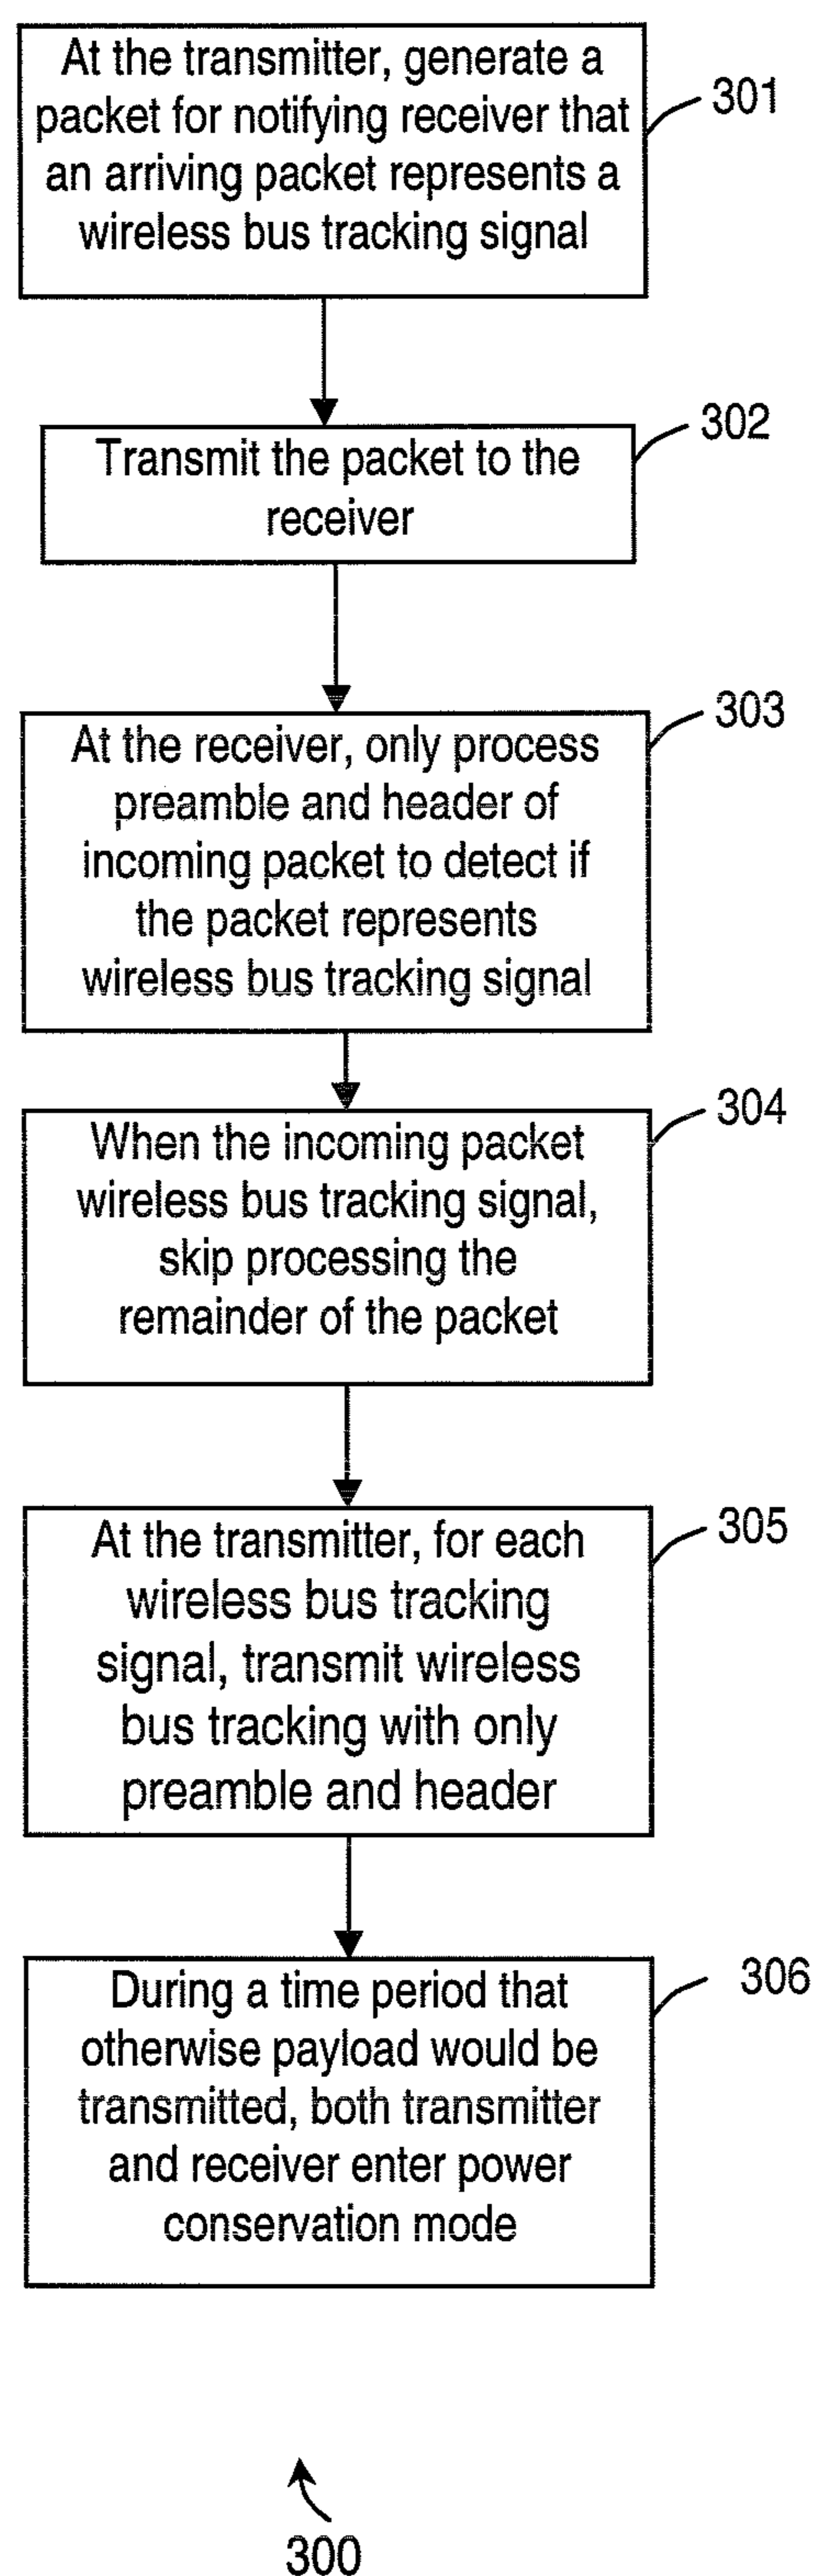 At the transmitter, generate a
packet for notifying receiver that
an arriving packet represents a
wireless bus tracking signal
301
Transmit the packet to the
receiver
302
At the receiver, only process
preamble and header of
incoming packet to detect if
the packet represents
wireless bus tracking signal
303
When the incoming packet
wireless bus tracking signal,
skip processing the
remainder of the packet
304
At the transmitter, for each
wireless bus tracking
signal, transmit wireless
bus tracking with only
preamble and header
305
During a time period that
otherwise payload would be
transmitted, both transmitter
and receiver enter power
conservation mode
306
300